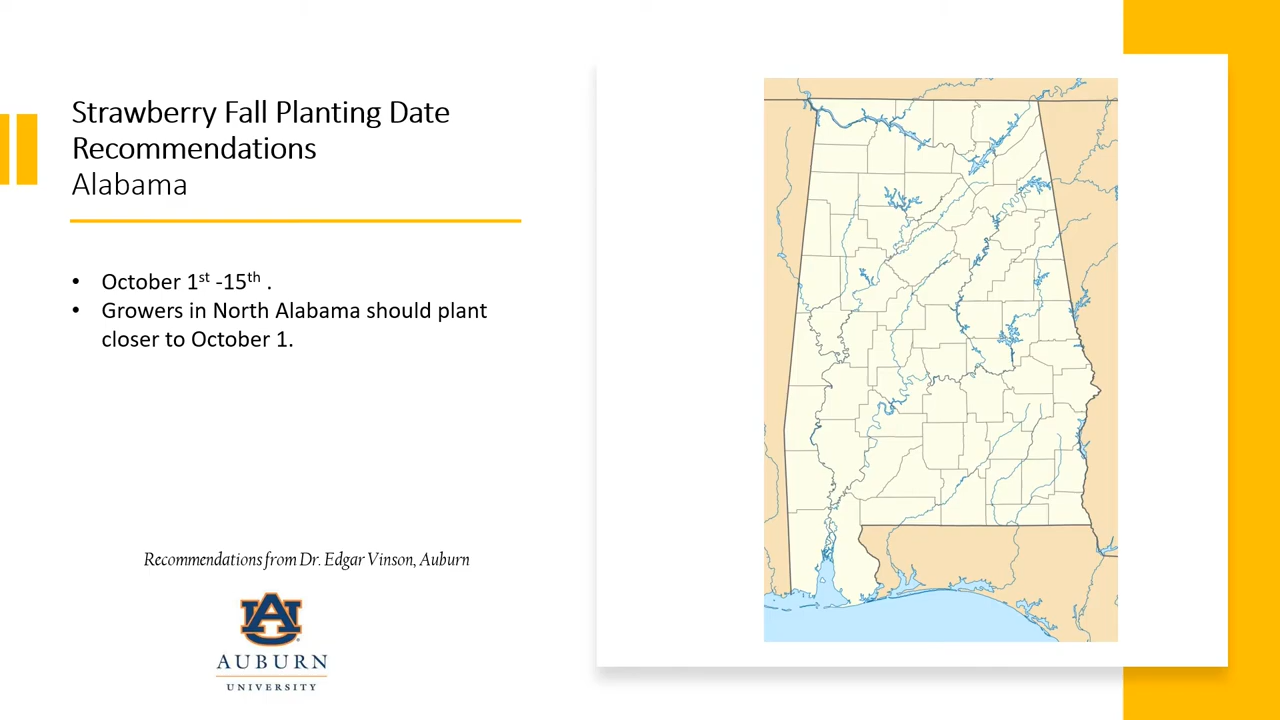 Strawberry Fall Planting Date
Recommendations
Alabama
• October 1st -15th .
• Growers in North Alabama should plant
closer to October 1.
Recommendations from Dr. Edgar Vinson, Auburn
AU
AUBURN
UNIVERSITY